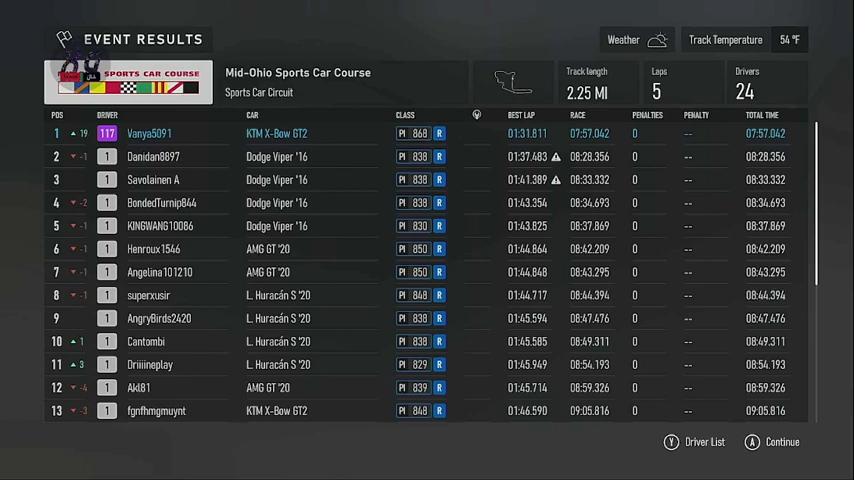 EVENT RESULTS
Weather
Track Temperature 54 °F
SPORTS CAR COURSE
Mid-Ohio Sports Car Course
Sports Car Circuit
Track length 2.25 MI
Laps 5
Drivers 24
POS DRIVER CAR CLASS BEST LAP RACE PENALTIES PENALTY TOTAL TIME
1 19 117 Vanya5091 KTM X-Bow GT2 PI 868 R 01:31.811 07:57.042 0 -- 07:57.042
2 -1 1 Danidan8897 Dodge Viper '16 PI 838 R 01:37.483 08:28.356 0 -- 08:28.356
3 1 Savolainen A Dodge Viper '16 PI 838 R 01:41.389 08:33.332 0 -- 08:33.332
4 -2 1 BondedTurnip844 Dodge Viper '16 PI 838 R 01:43.354 08:34.693 0 -- 08:34.693
5 -1 1 KINGWANG10086 Dodge Viper '16 PI 830 R 01:43.825 08:37.869 0 -- 08:37.869
6 -1 1 Henroux1546 AMG GT '20 PI 850 R 01:44.864 08:42.209 0 -- 08:42.209
7 -1 1 Angelina101210 AMG GT '20 PI 850 R 01:44.848 08:43.295 0 -- 08:43.295
8 -1 1 superxusir L. Huracán S '20 PI 848 R 01:44.717 08:44.394 0 -- 08:44.394
9 1 AngryBirds2420 L. Huracán S '20 PI 838 R 01:45.594 08:47.476 0 -- 08:47.476
10 1 1 Cantombi L. Huracán S '20 PI 838 R 01:45.585 08:49.311 0 -- 08:49.311
11 3 1 Driiiineplay L. Huracán S '20 PI 829 R 01:45.949 08:54.193 0 -- 08:54.193
12 -4 1 Akl81 AMG GT '20 PI 839 R 01:45.714 08:59.326 0 -- 08:59.326
13 -3 1 fgnfhmgmuynt KTM X-Bow GT2 PI 848 R 01:46.590 09:05.816 0 -- 09:05.816
Y Driver List A Continue